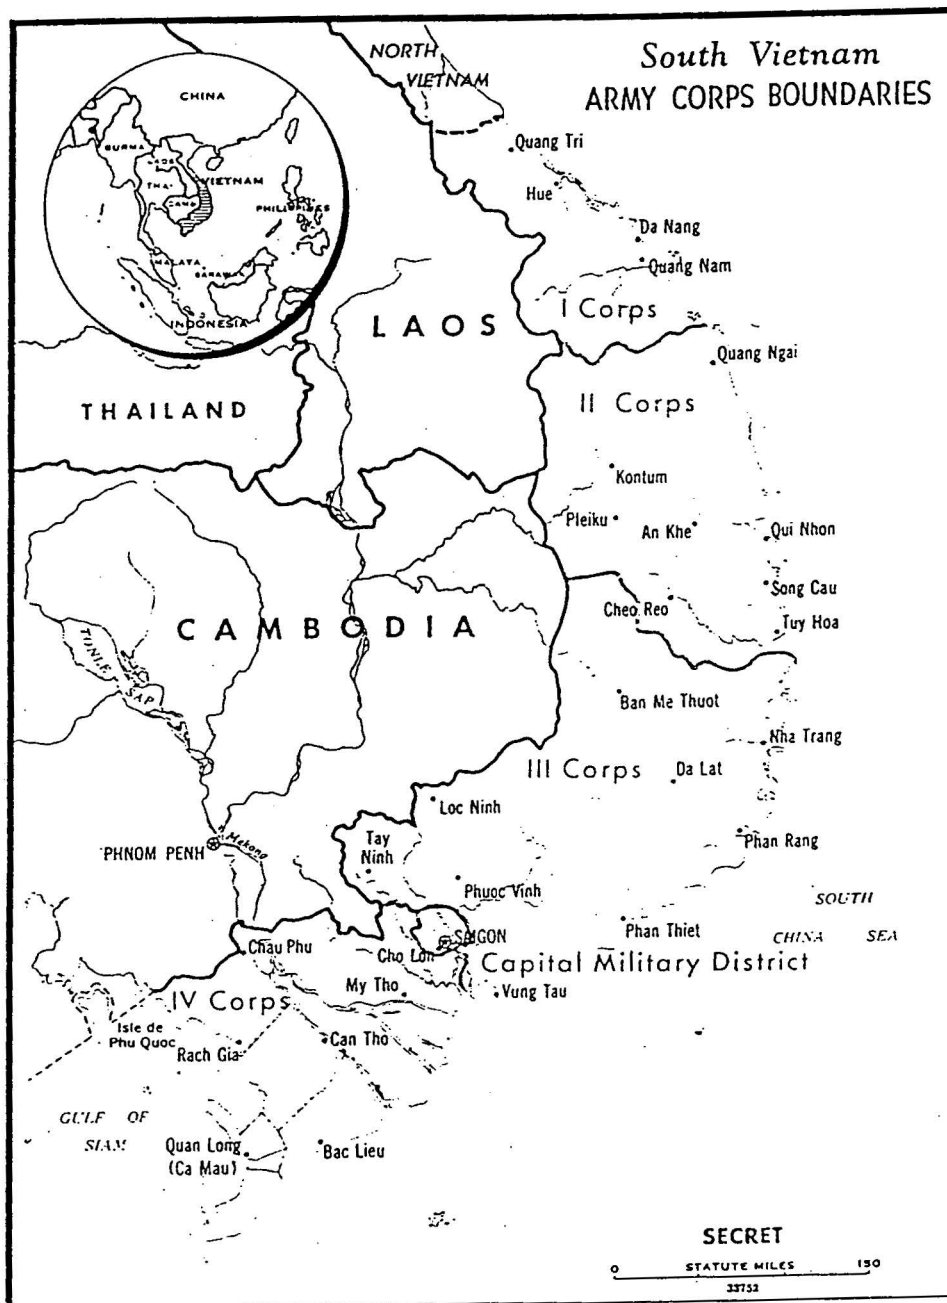 South Vietnam
ARMY CORPS BOUNDARIES
NORTH
VIETNAM
CHINA
BURMA
LAOS
THAI
VIETNAM
CAMB
PHILIPPINES
MALAYA
SARAWAK
INDONESIA
Quang Tri
Hue
Da Nang
Quang Nam
I Corps
LAOS
Quang Ngai
THAILAND
II Corps
Kontum
Pleiku
An Khe
Qui Nhon
Song Cau
Cheo Reo
Tuy Hoa
CAMBODIA
TONLE
SAP
Ban Me Thuot
Nha Trang
III Corps
Da Lat
Loc Ninh
Tay
Ninh
Phan Rang
PHNOM PENH
Mekong
Phuoc Vinh
SOUTH
CHINA SEA
Phan Thiet
SAIGON
Chau Phu
Cho Lon
Capital Military District
My Tho
Vung Tau
IV Corps
Isle de
Phu Quoc
Rach Gia
Can Tho
GULF OF
SIAM
Quan Long
(Ca Mau)
Bac Lieu
SECRET
0 STATUTE MILES 150
33752